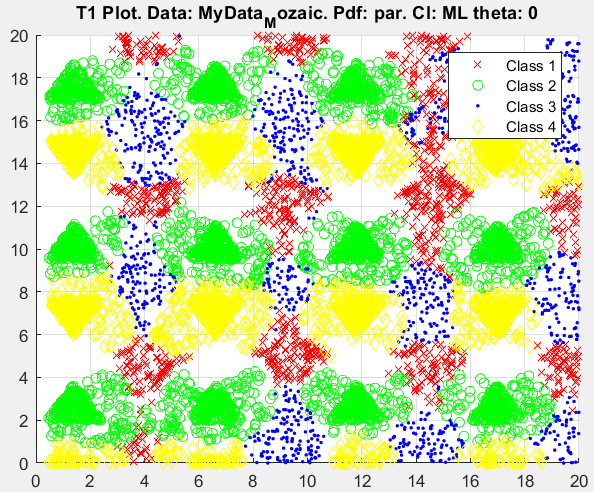 T1 Plot. Data: MyData_Mozaic. Pdf: par. Cl: ML theta: 0
20
18
16
14
12
10
8
6
4
2
0
Class 1
Class 2
Class 3
Class 4
0 2 4 6 8 10 12 14 16 18 20